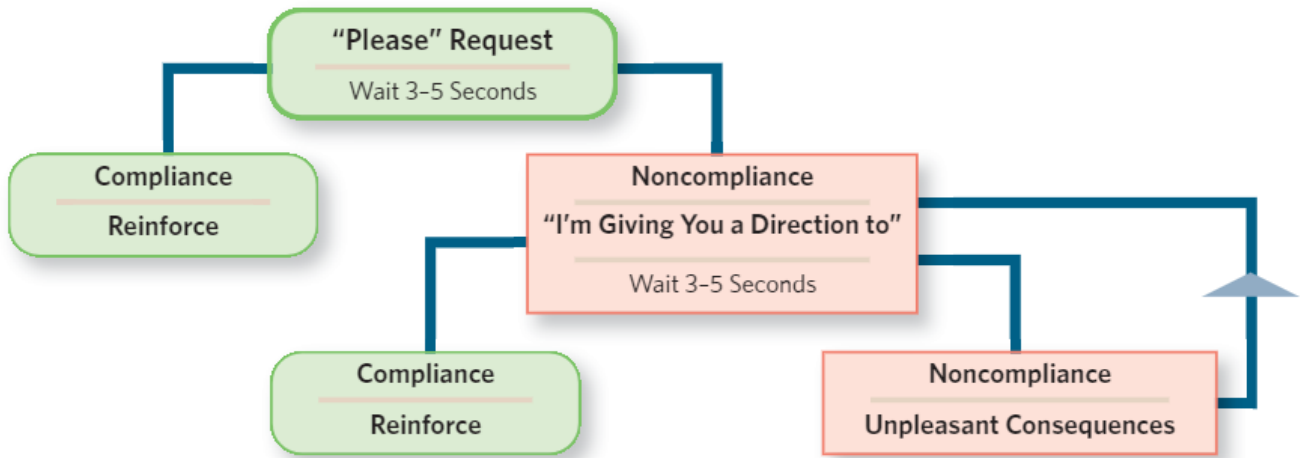 “Please” Request
Wait 3–5 Seconds
Compliance
Reinforce
Noncompliance
“I’m Giving You a Direction to”
Wait 3–5 Seconds
Compliance
Reinforce
Noncompliance
Unpleasant Consequences